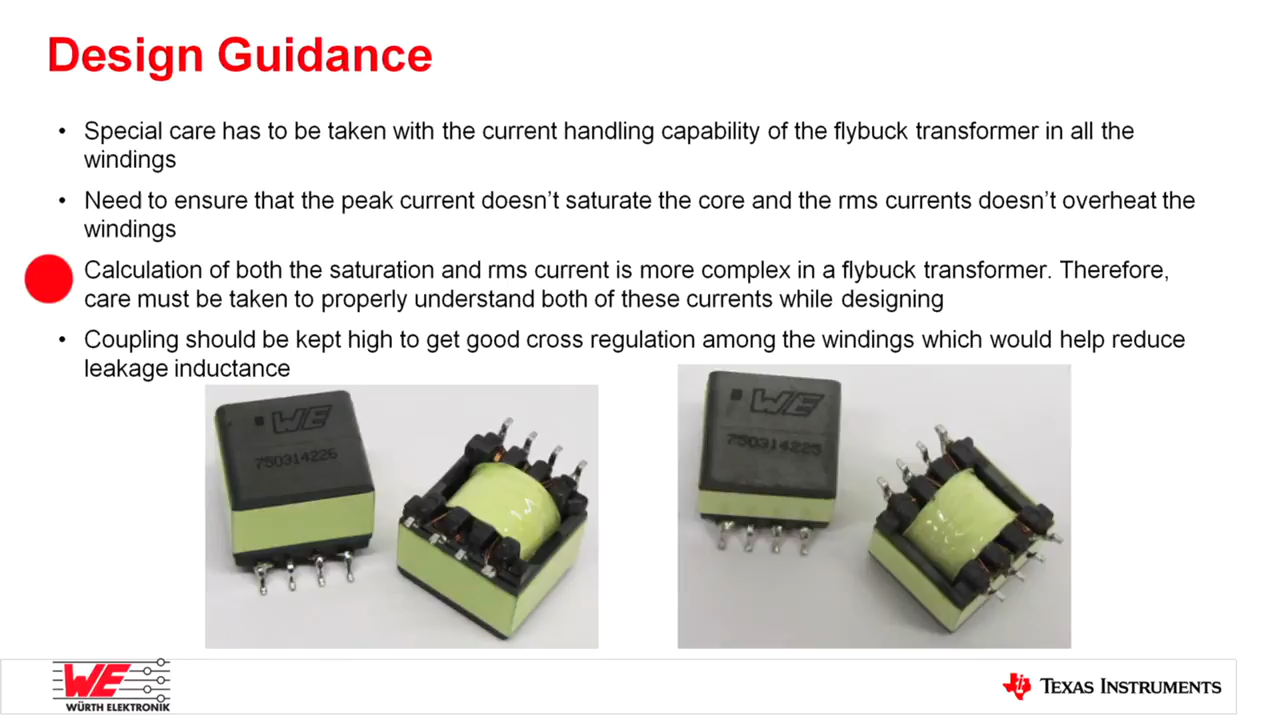 Design Guidance
• Special care has to be taken with the current handling capability of the flybuck transformer in all the
windings
• Need to ensure that the peak current doesn't saturate the core and the rms currents doesn't overheat the
windings
Calculation of both the saturation and rms current is more complex in a flybuck transformer. Therefore,
care must be taken to properly understand both of these currents while designing
• Coupling should be kept high to get good cross regulation among the windings which would help reduce
leakage inductance
WE
750314226
WE
750314225
WE
WÜRTH ELEKTRONIK
ti
TEXAS INSTRUMENTS